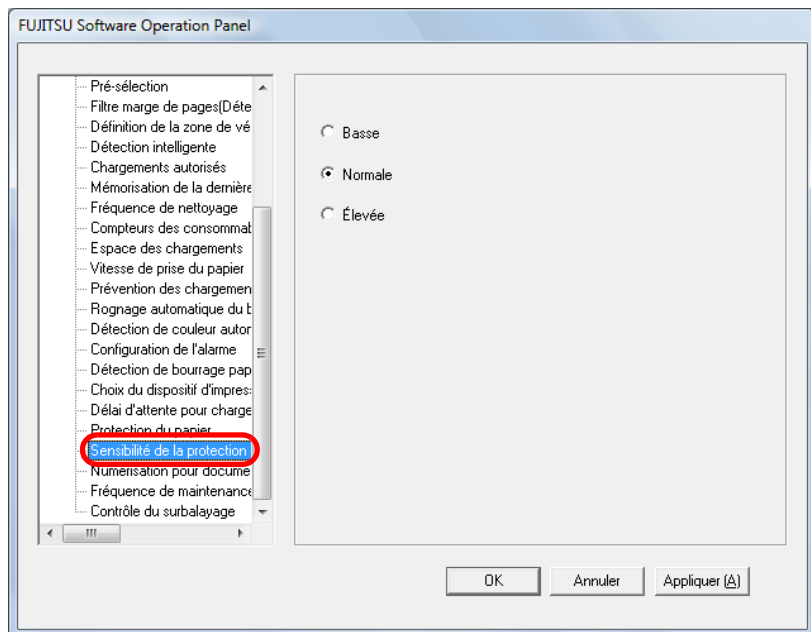 FUJITSU Software Operation Panel
Pré-sélection
Filtre marge de pages(Déte
Définition de la zone de vé
Détection intelligente
Chargements autorisés
Mémorisation de la dernière
Fréquence de nettoyage
Compteurs des consommat
Espace des chargements
Vitesse de prise du papier
Prévention des chargemen
Rognage automatique du b
Détection de couleur autor
Configuration de l'alarme
Détection de bourrage pap
Choix du dispositif d'impres
Délai d'attente pour charge
Protection du papier
Sensibilité de la protection
Numérisation pour docume
Fréquence de maintenance
Contrôle du surbalayage
Basse
Normale
Élevée
OK
Annuler
Appliquer (A)